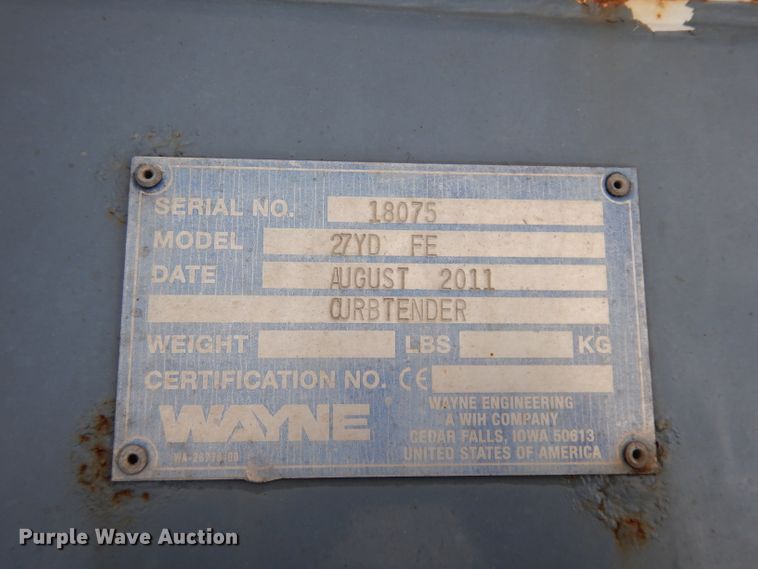 SERIAL NO. 18075
MODEL 27YD FE
DATE AUGUST 2011
CURBTENDER
WEIGHT LBS KG
CERTIFICATION NO. CE
WAYNE
WAYNE ENGINEERING
A WIH COMPANY
CEDAR FALLS, IOWA 50613
UNITED STATES OF AMERICA
Purple Wave Auction